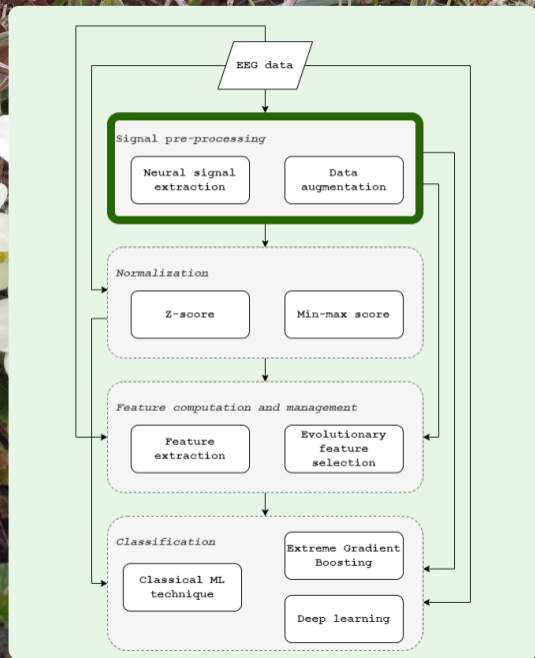 EEG data
Signal pre-processing
Neural signal
extraction
Data
augmentation
Normalization
Z-score
Min-max score
Feature computation and management
Feature
extraction
Evolutionary
feature
selection
Classification
Extreme Gradient
Boosting
Classical ML
technique
Deep learning